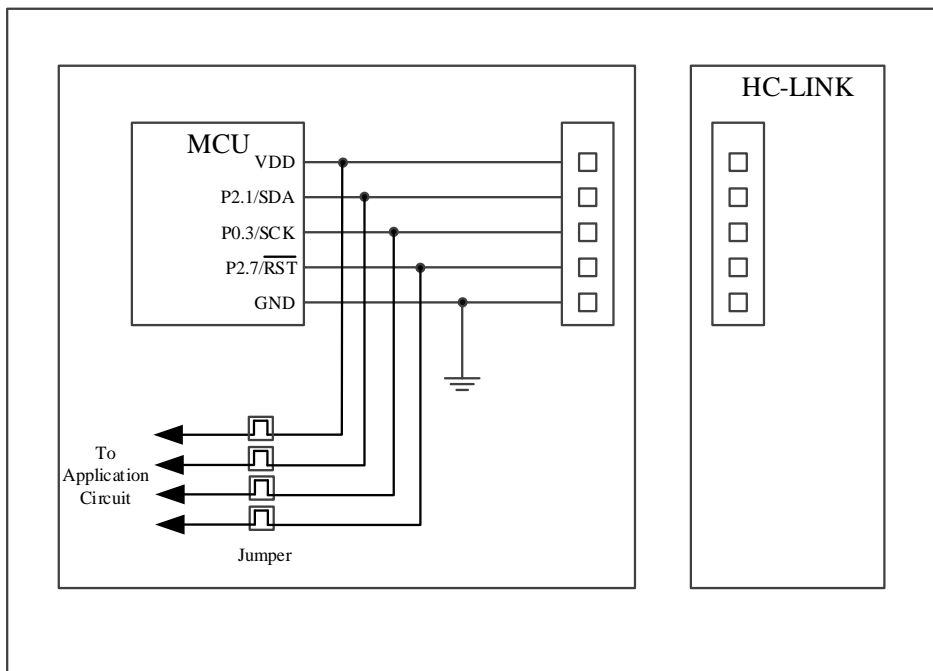 HC-LINK
MCU
VDD
P2.1/SDA
P0.3/SCK
P2.7/RST
GND
To
Application
Circuit
Jumper